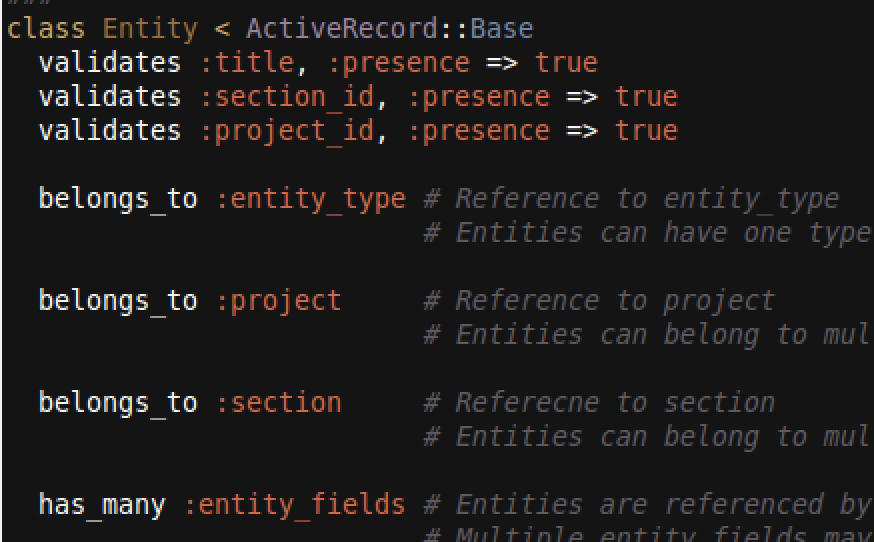 class Entity < ActiveRecord::Base
  validates :title, :presence => true
  validates :section_id, :presence => true
  validates :project_id, :presence => true
  belongs_to :entity_type # Reference to entity_type
                          # Entities can have one type
  belongs_to :project     # Reference to project
                          # Entities can belong to mul
  belongs_to :section     # Referecne to section
                          # Entities can belong to mul
  has_many :entity_fields # Entities are referenced by
                          # Multiple entity fields may